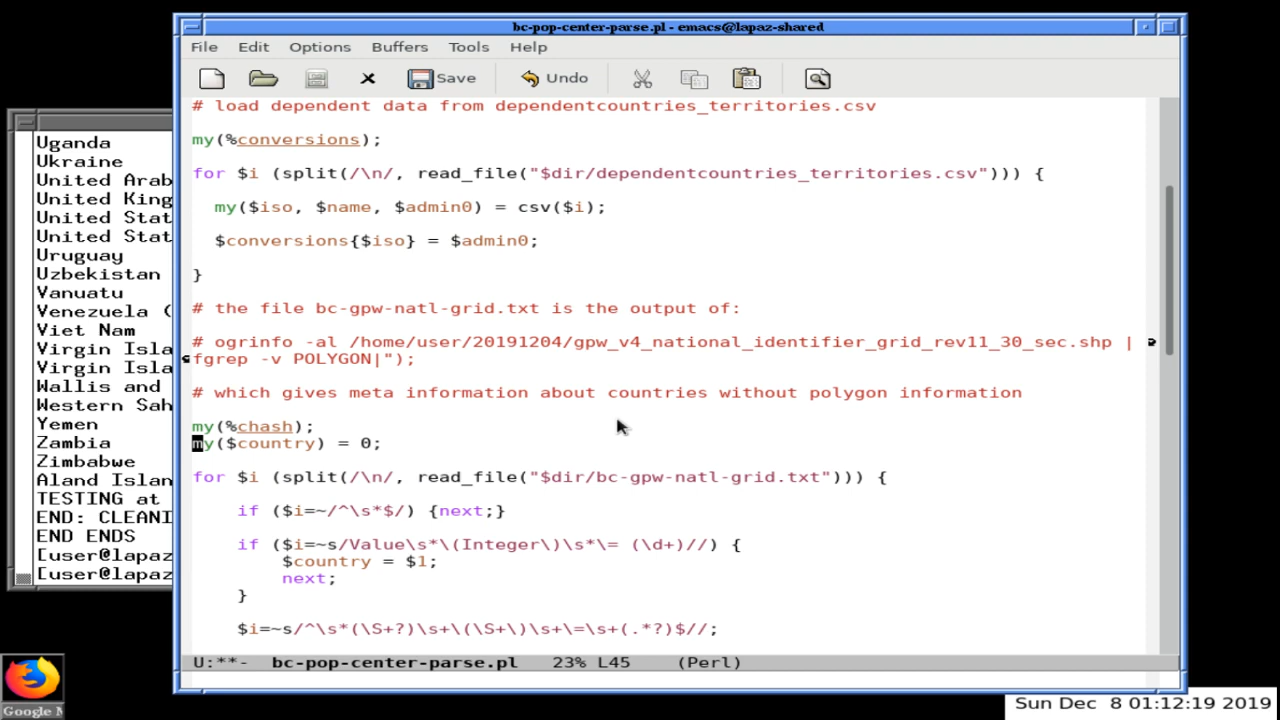 bc-pop-center-parse.pl - emacs@lapaz-shared
File Edit Options Buffers Tools Help
Save Undo
# load dependent data from dependentcountries_territories.csv
my(%conversions);
for $i (split(/\n/, read_file("$dir/dependentcountries_territories.csv"))) {
my($iso, $name, $admin0) = csv($i);
$conversions{$iso} = $admin0;
}
# the file bc-gpw-natl-grid.txt is the output of:
# ogrinfo -al /home/user/20191204/gpw_v4_national_identifier_grid_rev11_30_sec.shp |
fgrep -v POLYGON|");
# which gives meta information about countries without polygon information
my(%chash);
my($country) = 0;
for $i (split(/\n/, read_file("$dir/bc-gpw-natl-grid.txt"))) {
if ($i=~/^\s*$/) {next;}
if ($i=~s/Value\s*\(Integer\)\s*\= (\d+)//) {
$country = $1;
next;
}
$i=~s/^\s*(\S+?)\s+\(\S+\)\s+\=\s+(.*?)$//;
U:**- bc-pop-center-parse.pl 23% L45 (Perl)
Uganda
Ukraine
United Arab
United King
United Stat
United Stat
Uruguay
Uzbekistan
Vanuatu
Venezuela (
Viet Nam
Virgin Isla
Virgin Isla
Wallis and
Western Sah
Yemen
Zambia
Zimbabwe
Aland Islan
TESTING at
END: CLEANI
END ENDS
[user@lapaz
[user@lapaz
Google M
Sun Dec 8 01:12:19 2019